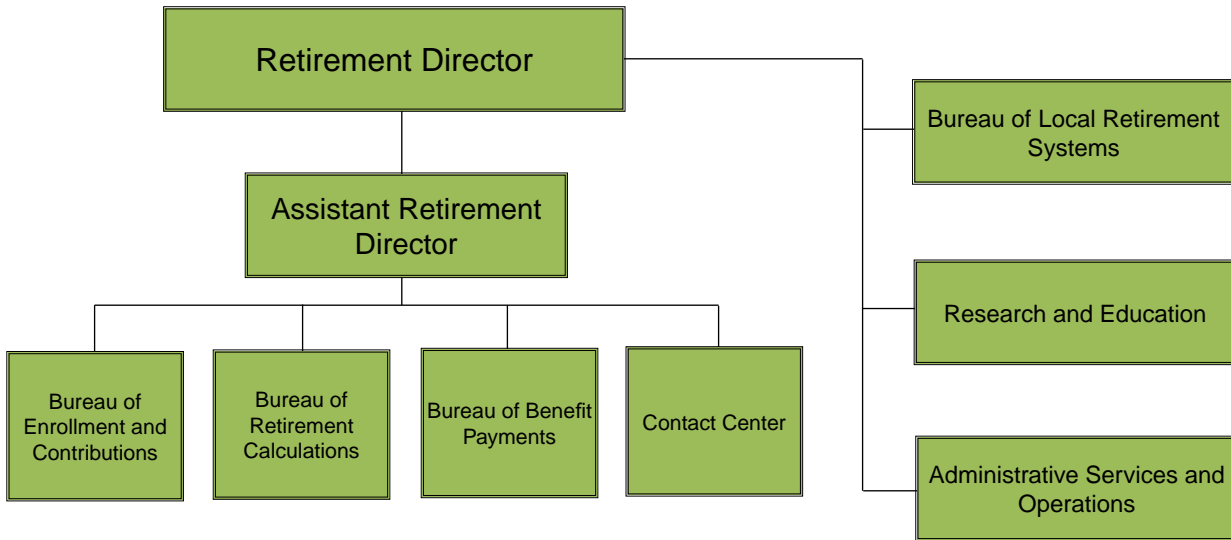 Retirement Director
Bureau of Local Retirement
Systems
Assistant Retirement
Director
Research and Education
Bureau of
Enrollment and
Contributions
Bureau of
Retirement
Calculations
Bureau of Benefit
Payments
Contact Center
Administrative Services and
Operations